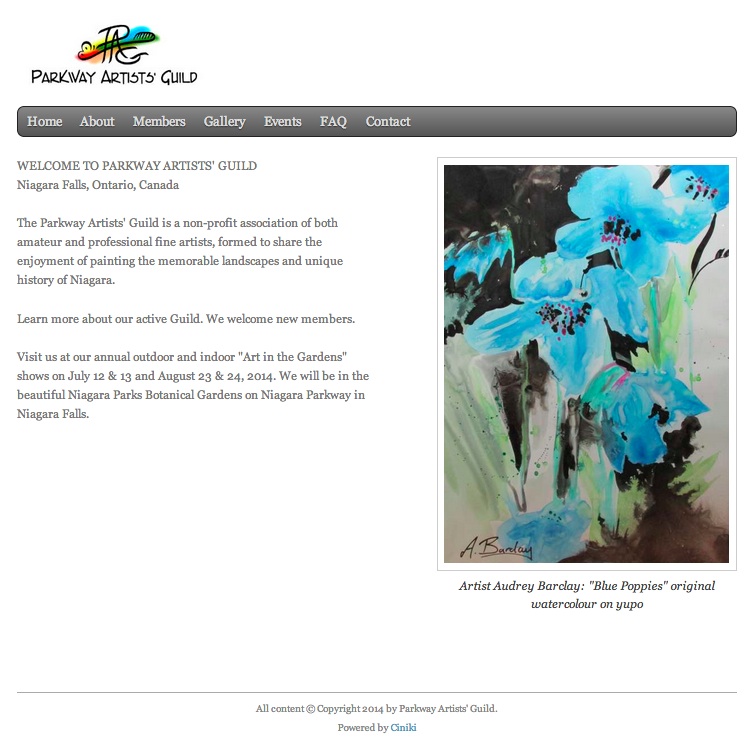 PAG
PARKWAY ARTISTS' GUILD
Home About Members Gallery Events FAQ Contact
WELCOME TO PARKWAY ARTISTS' GUILD
Niagara Falls, Ontario, Canada
The Parkway Artists' Guild is a non-profit association of both
amateur and professional fine artists, formed to share the
enjoyment of painting the memorable landscapes and unique
history of Niagara.
Learn more about our active Guild. We welcome new members.
Visit us at our annual outdoor and indoor "Art in the Gardens"
shows on July 12 & 13 and August 23 & 24, 2014. We will be in the
beautiful Niagara Parks Botanical Gardens on Niagara Parkway in
Niagara Falls.
A. Barclay
Artist Audrey Barclay: "Blue Poppies" original
watercolour on yupo
All content © Copyright 2014 by Parkway Artists' Guild.
Powered by Ciniki